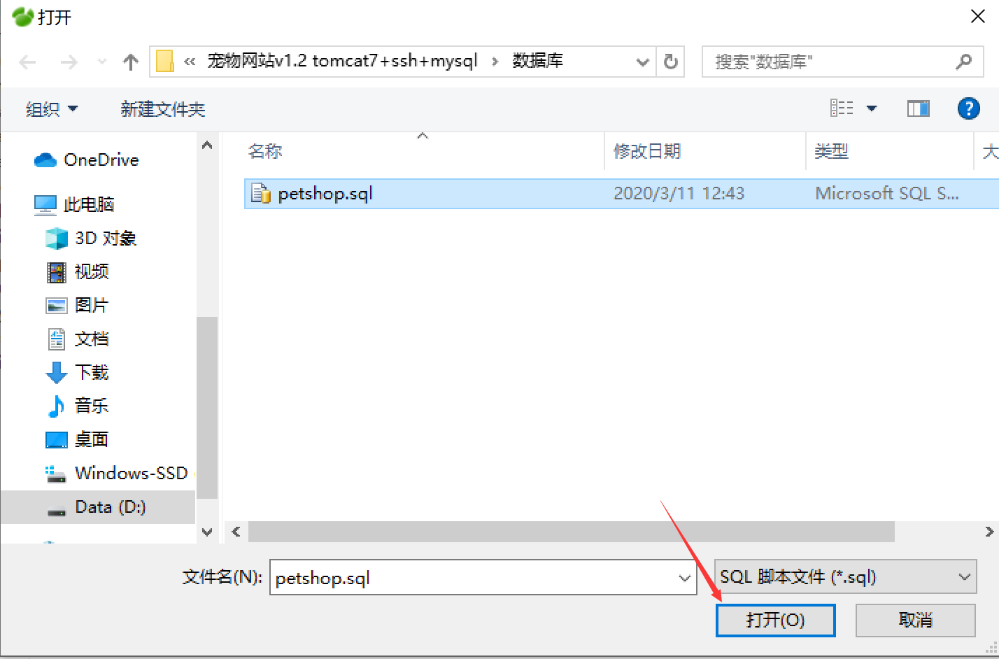 打开
« 宠物网站v1.2 tomcat7+ssh+mysql › 数据库
搜索"数据库"
组织 新建文件夹
名称 修改日期 类型 大
petshop.sql 2020/3/11 12:43 Microsoft SQL S...
OneDrive
此电脑
3D 对象
视频
图片
文档
下载
音乐
桌面
Windows-SSD
Data (D:)
文件名(N): petshop.sql SQL 脚本文件 (*.sql)
打开(O) 取消